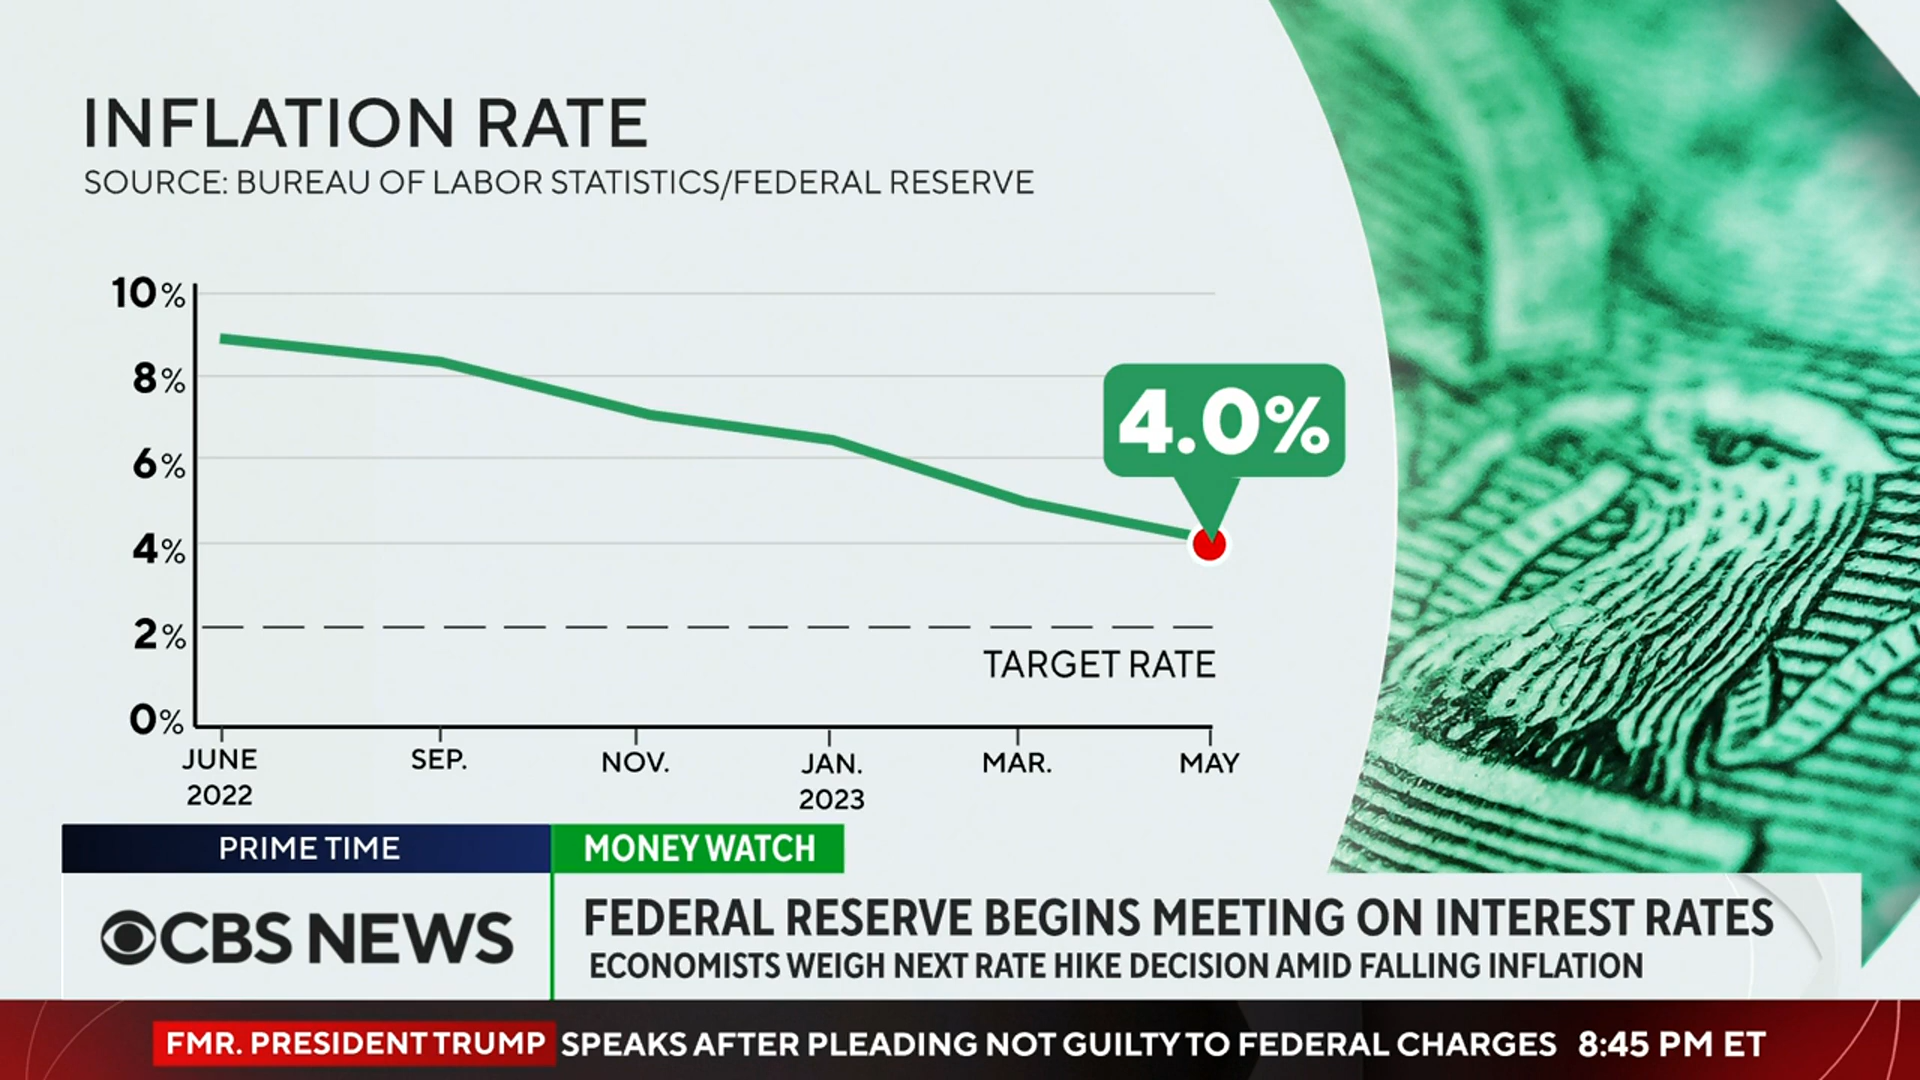 INFLATION RATE
SOURCE: BUREAU OF LABOR STATISTICS/FEDERAL RESERVE
10%
8%
4.0%
6%
4%
2%
TARGET RATE
0%
JUNE SEP. NOV. JAN. MAR. MAY
2022 2023
PRIME TIME MONEY WATCH
CBS NEWS
FEDERAL RESERVE BEGINS MEETING ON INTEREST RATES
ECONOMISTS WEIGH NEXT RATE HIKE DECISION AMID FALLING INFLATION
FMR. PRESIDENT TRUMP SPEAKS AFTER PLEADING NOT GUILTY TO FEDERAL CHARGES 8:45 PM ET